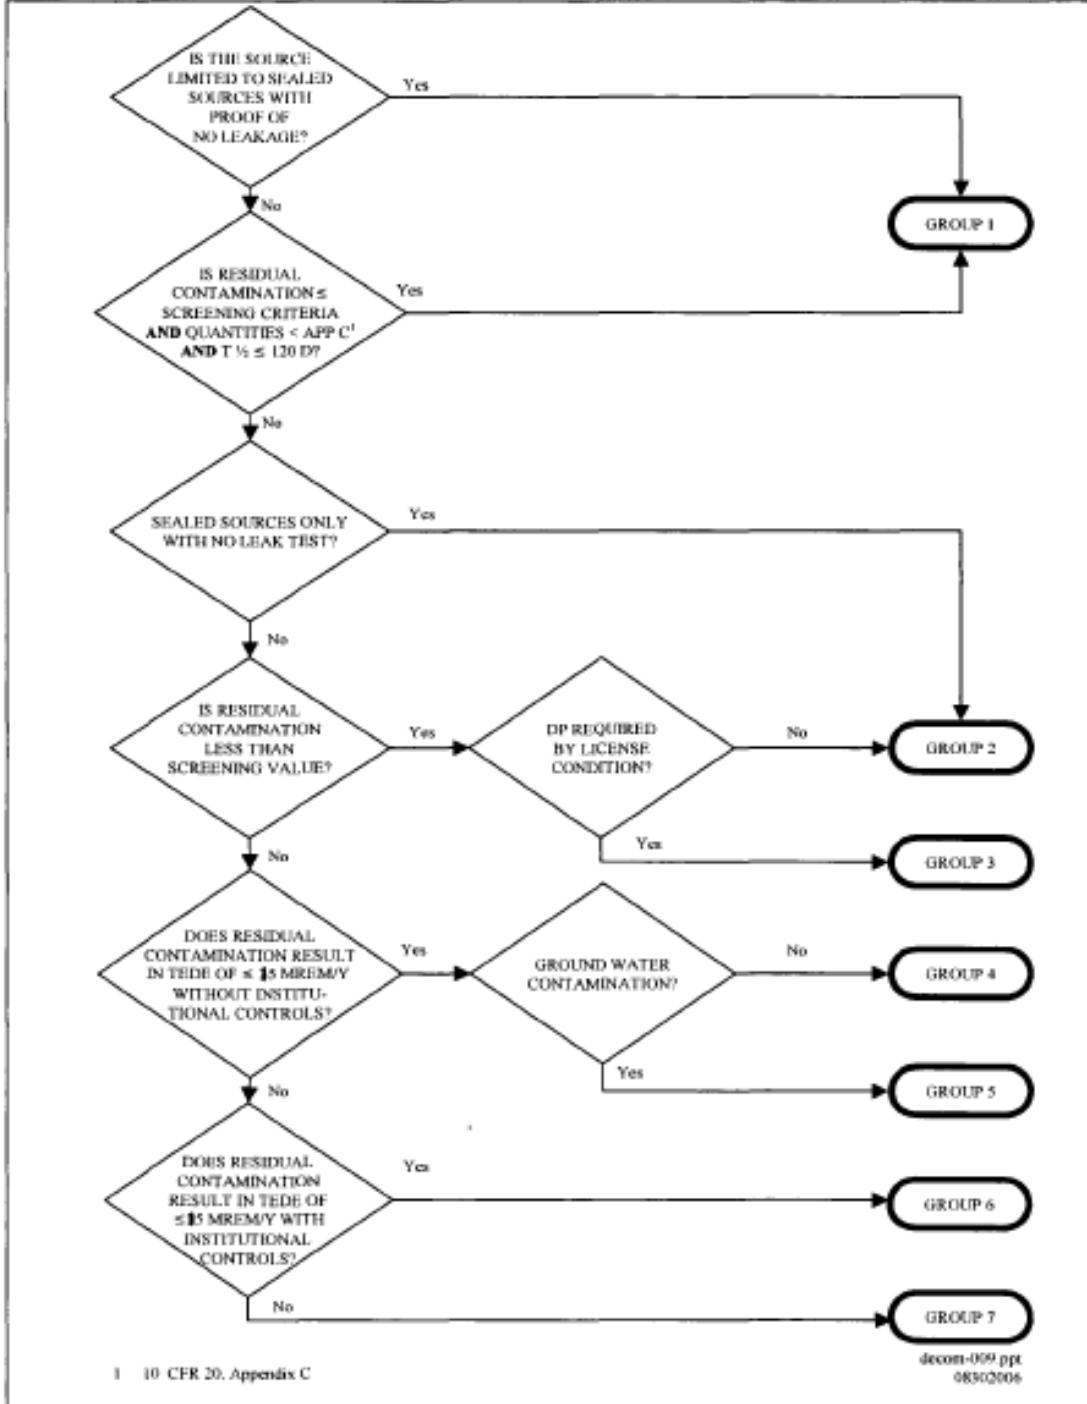 IS THE SOURCE
LIMITED TO SEALED
SOURCES WITH
PROOF OF
NO LEAKAGE?
Yes
No
GROUP 1
IS RESIDUAL
CONTAMINATION ≤
SCREENING CRITERIA
AND QUANTITIES < APP C¹
AND T ½ ≤ 120 D?
Yes
No
SEALED SOURCES ONLY
WITH NO LEAK TEST?
Yes
No
IS RESIDUAL
CONTAMINATION
LESS THAN
SCREENING VALUE?
Yes
No
DP REQUIRED
BY LICENSE
CONDITION?
No
GROUP 2
Yes
GROUP 3
DOES RESIDUAL
CONTAMINATION RESULT
IN TEDE OF ≤ 15 MREM/Y
WITHOUT INSTITU-
TIONAL CONTROLS?
Yes
No
GROUND WATER
CONTAMINATION?
No
GROUP 4
Yes
GROUP 5
DOES RESIDUAL
CONTAMINATION
RESULT IN TEDE OF
≤15 MREM/Y WITH
INSTITUTIONAL
CONTROLS?
Yes
GROUP 6
No
GROUP 7
1 10 CFR 20, Appendix C
decom-009.ppt
08302006